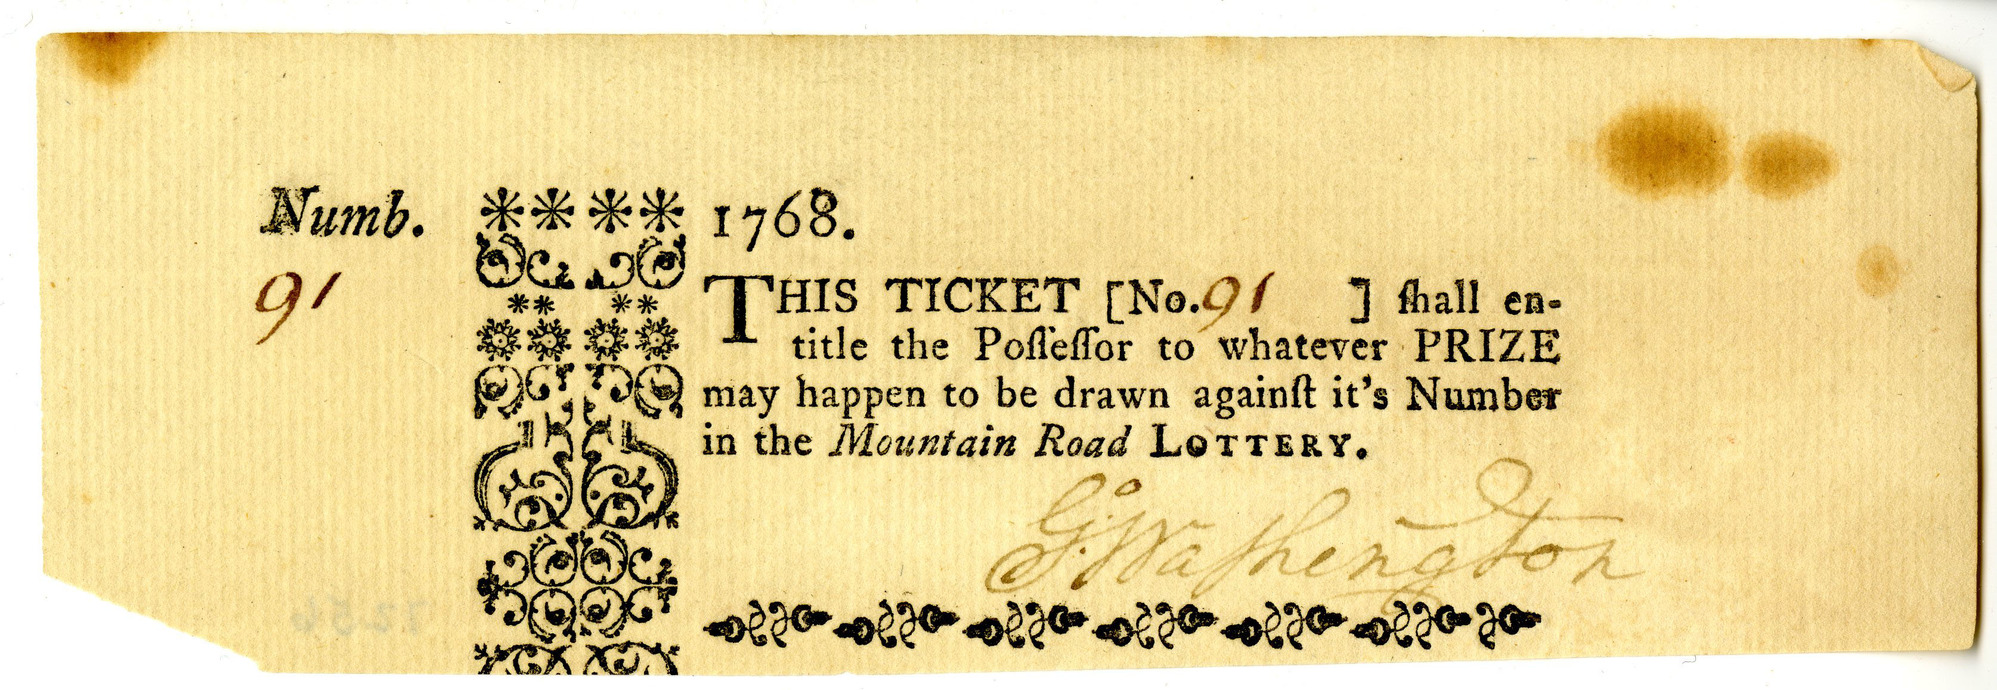 Numb.
91
1768.
THIS TICKET [No. 91 ] ſhall en-
title the Poſſeſſor to whatever PRIZE
may happen to be drawn againſt it's Number
in the Mountain Road LOTTERY.
Go: Waſhington